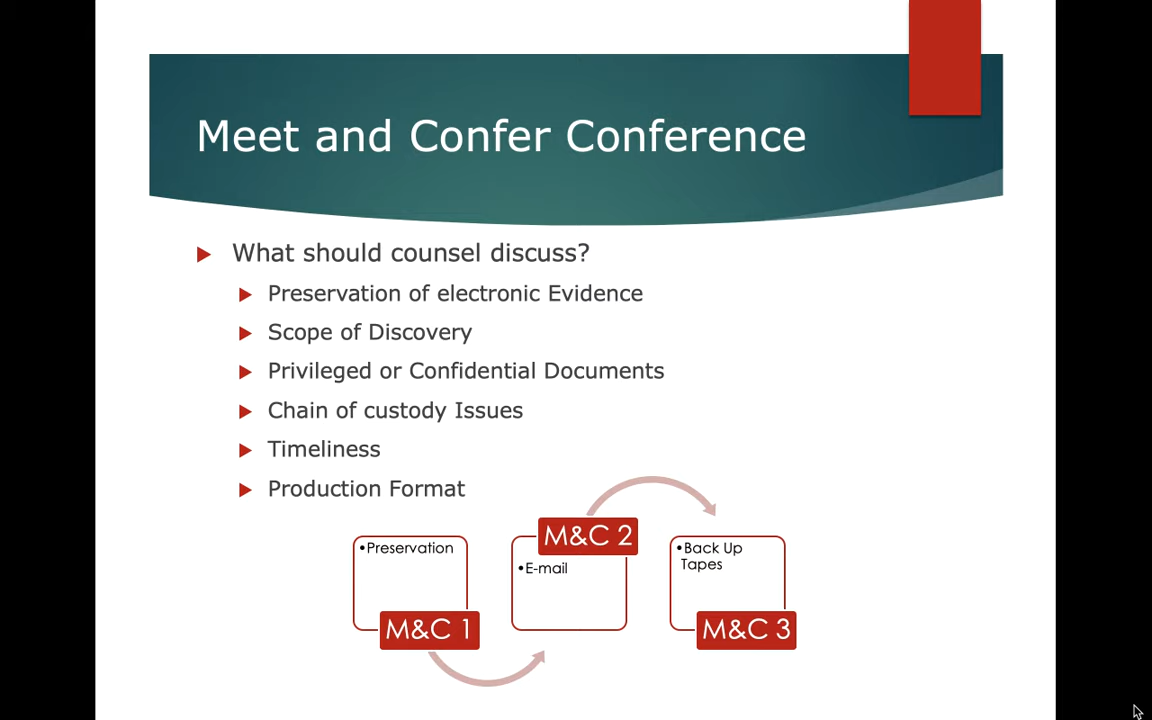 Meet and Confer Conference
What should counsel discuss?
Preservation of electronic Evidence
Scope of Discovery
Privileged or Confidential Documents
Chain of custody Issues
Timeliness
Production Format
•Preservation
M&C 1
M&C 2
•E-mail
•Back Up
Tapes
M&C 3